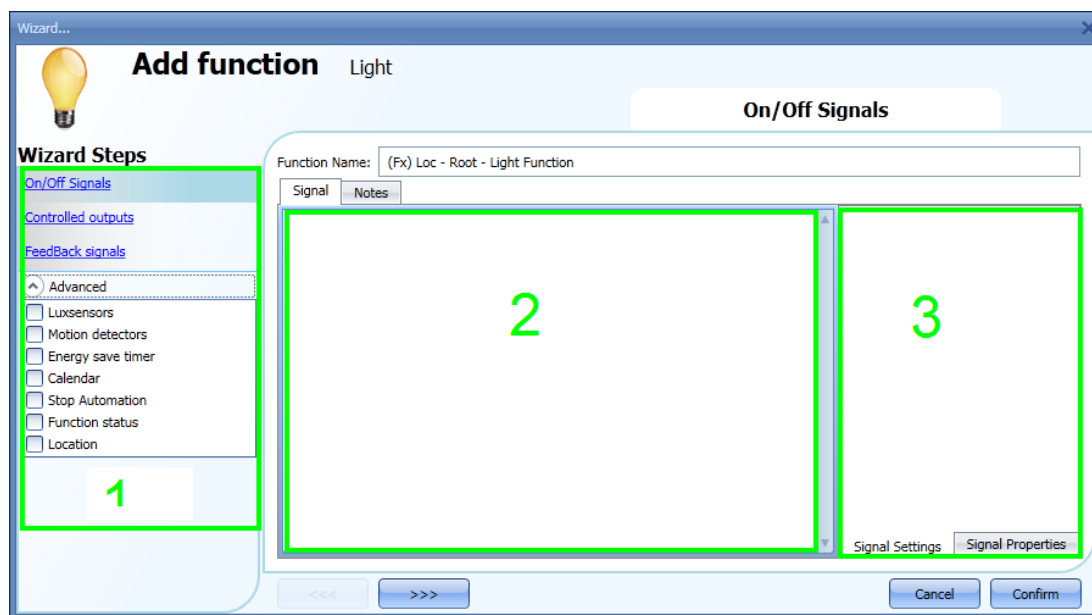 Wizard...
Add function Light
On/Off Signals
Wizard Steps
On/Off Signals
Controlled outputs
FeedBack signals
Advanced
Luxsensors
Motion detectors
Energy save timer
Calendar
Stop Automation
Function status
Location
1
Function Name: (Fx) Loc - Root - Light Function
Signal Notes
2
3
Signal Settings Signal Properties
<<< >>> Cancel Confirm